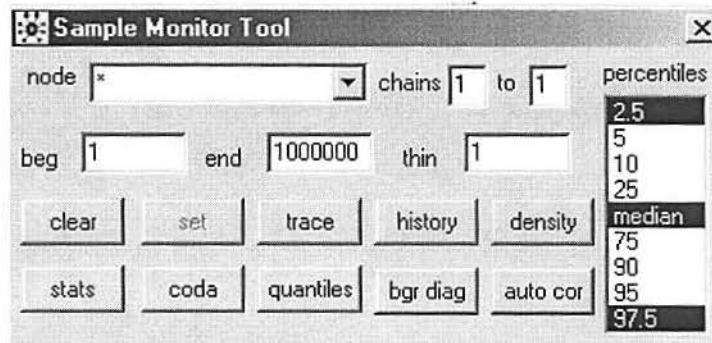 Sample Monitor Tool
node * chains 1 to 1 percentiles
2.5
5
10
25
median
75
90
95
97.5
beg 1 end 1000000 thin 1
clear set trace history density
stats coda quantiles bgr diag auto cor